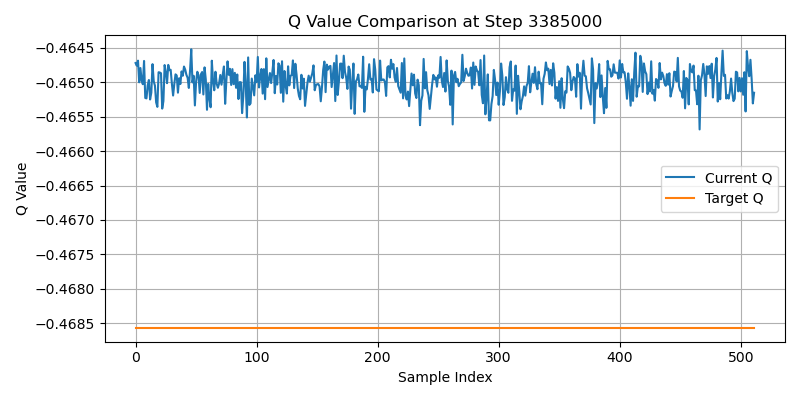 Q Value Comparison at Step 3385000
−0.4645
−0.4650
−0.4655
−0.4660
−0.4665
−0.4670
−0.4675
−0.4680
−0.4685
Q Value
Current Q
Target Q
0 100 200 300 400 500
Sample Index